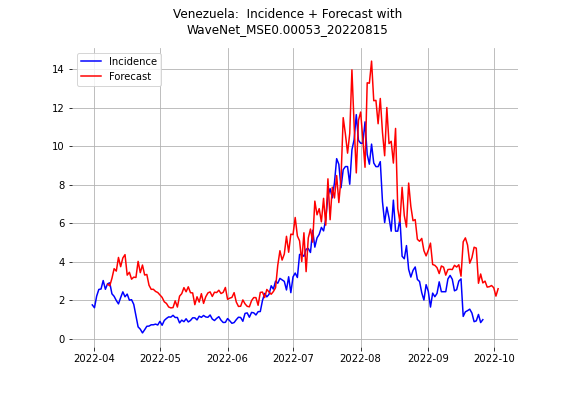 Venezuela:  Incidence + Forecast with
WaveNet_MSE0.00053_20220815
Incidence
Forecast
14
12
10
8
6
4
2
0
2022-04 2022-05 2022-06 2022-07 2022-08 2022-09 2022-10